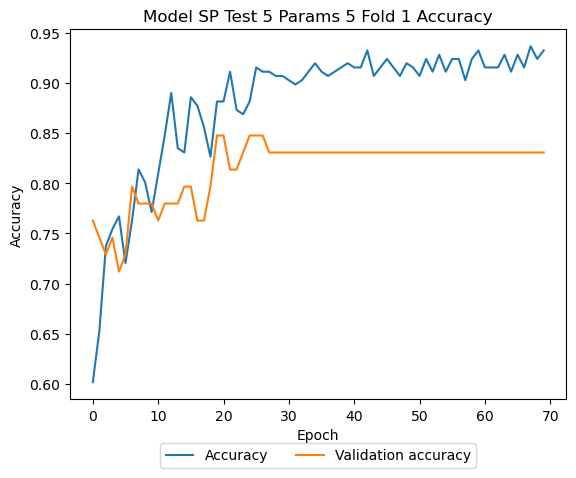 Model SP Test 5 Params 5 Fold 1 Accuracy
0.95
0.90
0.85
0.80
0.75
0.70
0.65
0.60
Accuracy
0 10 20 30 40 50 60 70
Epoch
Accuracy Validation accuracy